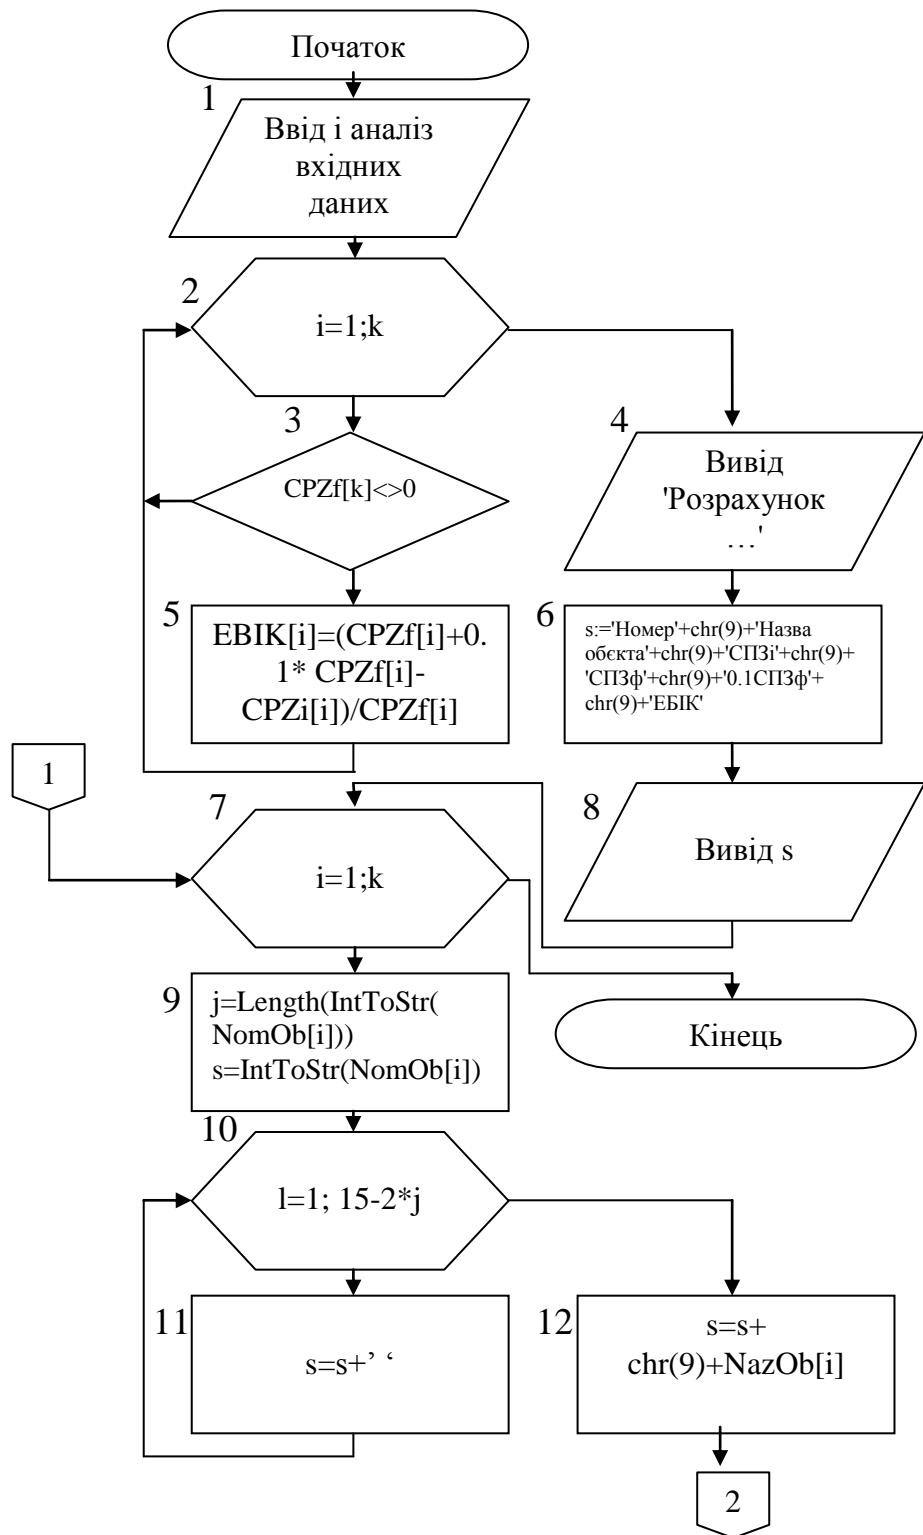 Початок
1
Ввід і аналіз
вхідних
даних
2
i=1;k
3
CPZf[k]<>0
4
Вивід
'Розрахунок
…'
5
EBIK[i]=(CPZf[i]+0.
1* CPZf[i]-
CPZi[i])/CPZf[i]
6
s:='Номер'+chr(9)+'Назва
обєкта'+chr(9)+'СПЗі'+chr(9)+
'СПЗф'+chr(9)+'0.1СПЗф'+
chr(9)+'ЕБІК'
1
7
i=1;k
8
Вивід s
9
j=Length(IntToStr(
NomOb[i]))
s=IntToStr(NomOb[i])
Кінець
10
l=1; 15-2*j
11
s=s+’ ‘
12
s=s+
chr(9)+NazOb[i]
2